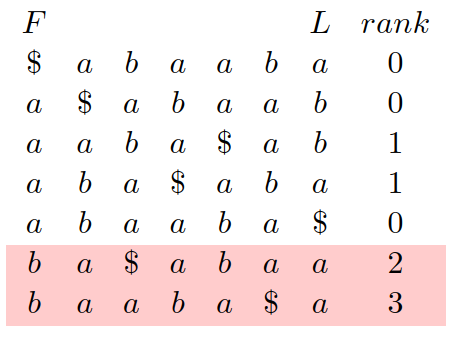 F L rank
$ a b a a b a 0
a $ a b a a b 0
a a b a $ a b 1
a b a $ a b a 1
a b a a b a $ 0
b a $ a b a a 2
b a a b a $ a 3